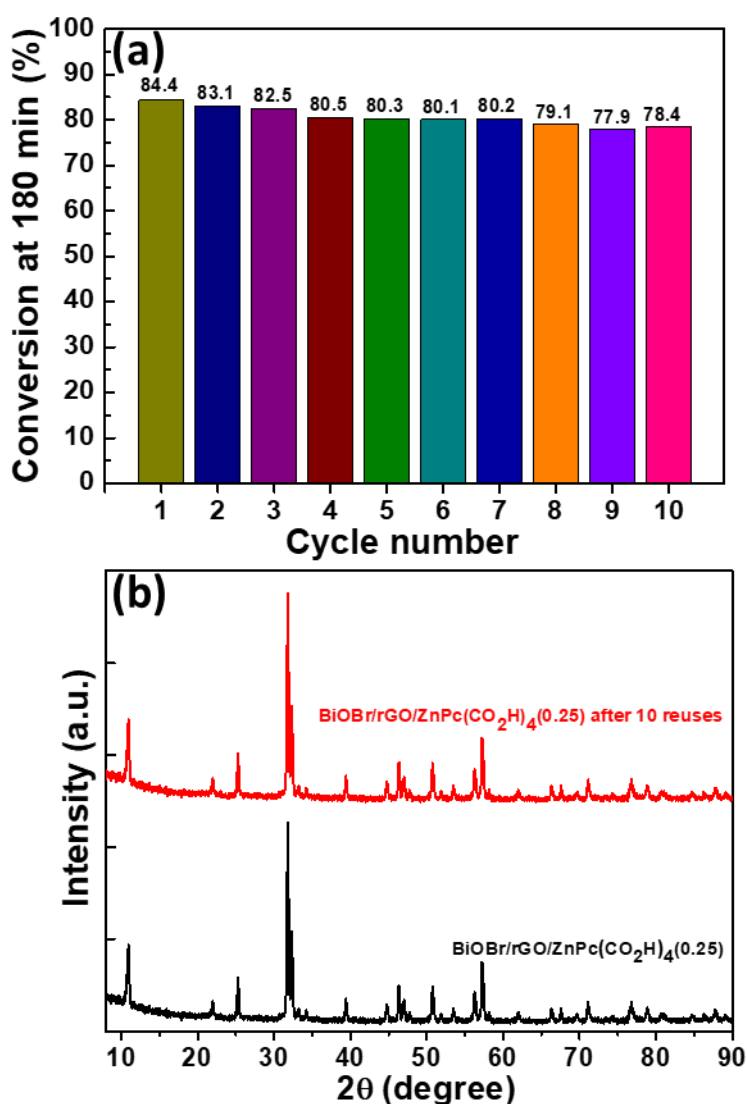 (a)
Conversion at 180 min (%)
100
90
80
70
60
50
40
30
20
10
0
84.4 83.1 82.5 80.5 80.3 80.1 80.2 79.1 77.9 78.4
1 2 3 4 5 6 7 8 9 10
Cycle number
(b)
Intensity (a.u.)
BiOBr/rGO/ZnPc(CO₂H)₄(0.25) after 10 reuses
BiOBr/rGO/ZnPc(CO₂H)₄(0.25)
10 20 30 40 50 60 70 80 90
2θ (degree)